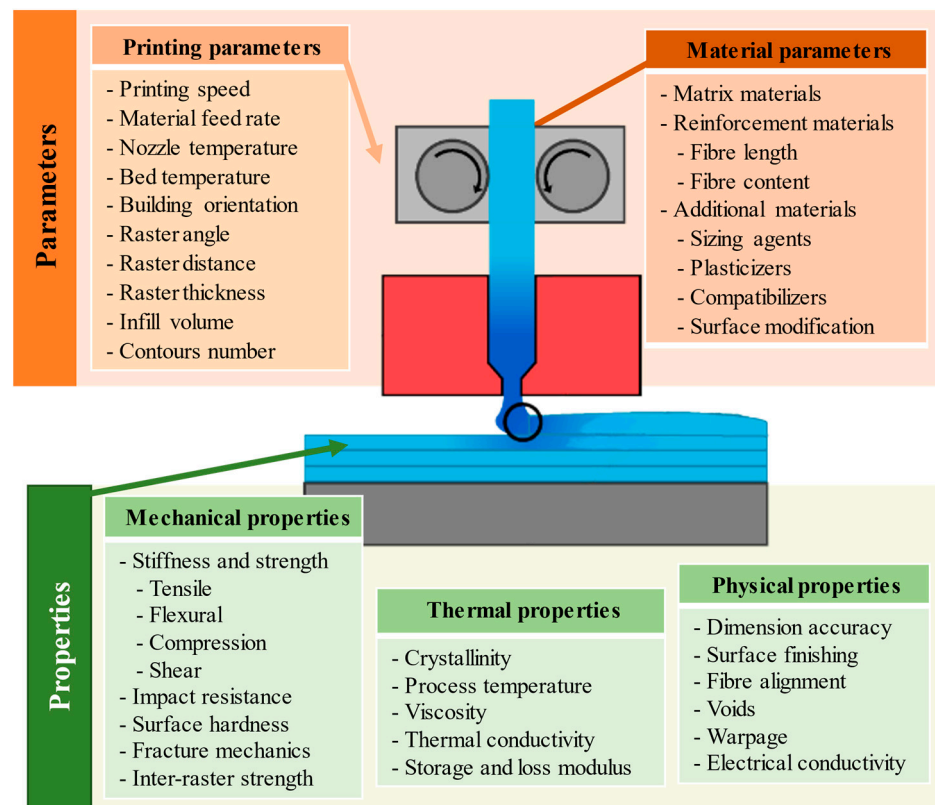 Parameters
Printing parameters
- Printing speed
- Material feed rate
- Nozzle temperature
- Bed temperature
- Building orientation
- Raster angle
- Raster distance
- Raster thickness
- Infill volume
- Contours number
Material parameters
- Matrix materials
- Reinforcement materials
- Fibre length
- Fibre content
- Additional materials
- Sizing agents
- Plasticizers
- Compatibilizers
- Surface modification
Properties
Mechanical properties
- Stiffness and strength
- Tensile
- Flexural
- Compression
- Shear
- Impact resistance
- Surface hardness
- Fracture mechanics
- Inter-raster strength
Thermal properties
- Crystallinity
- Process temperature
- Viscosity
- Thermal conductivity
- Storage and loss modulus
Physical properties
- Dimension accuracy
- Surface finishing
- Fibre alignment
- Voids
- Warpage
- Electrical conductivity